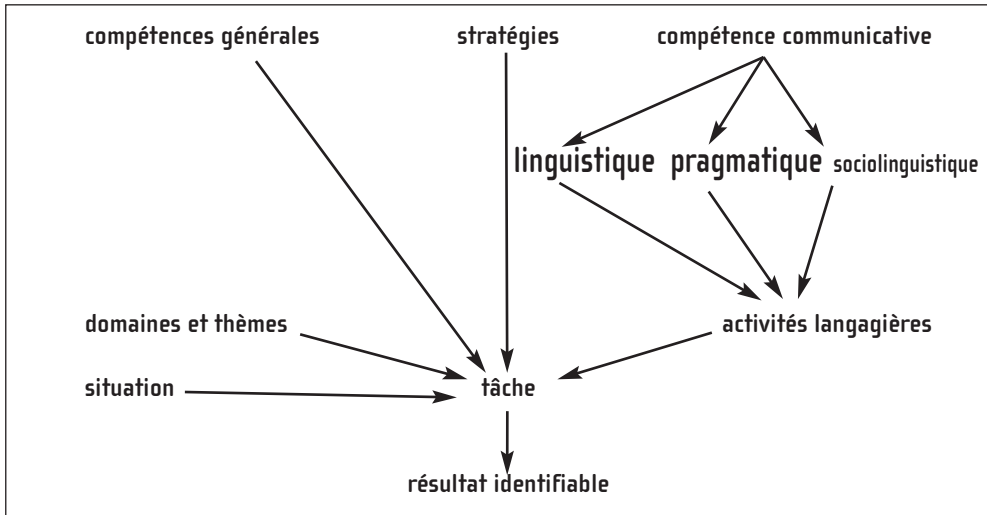 compétences générales stratégies compétence communicative
linguistique pragmatique sociolinguistique
domaines et thèmes activités langagières
situation tâche
résultat identifiable